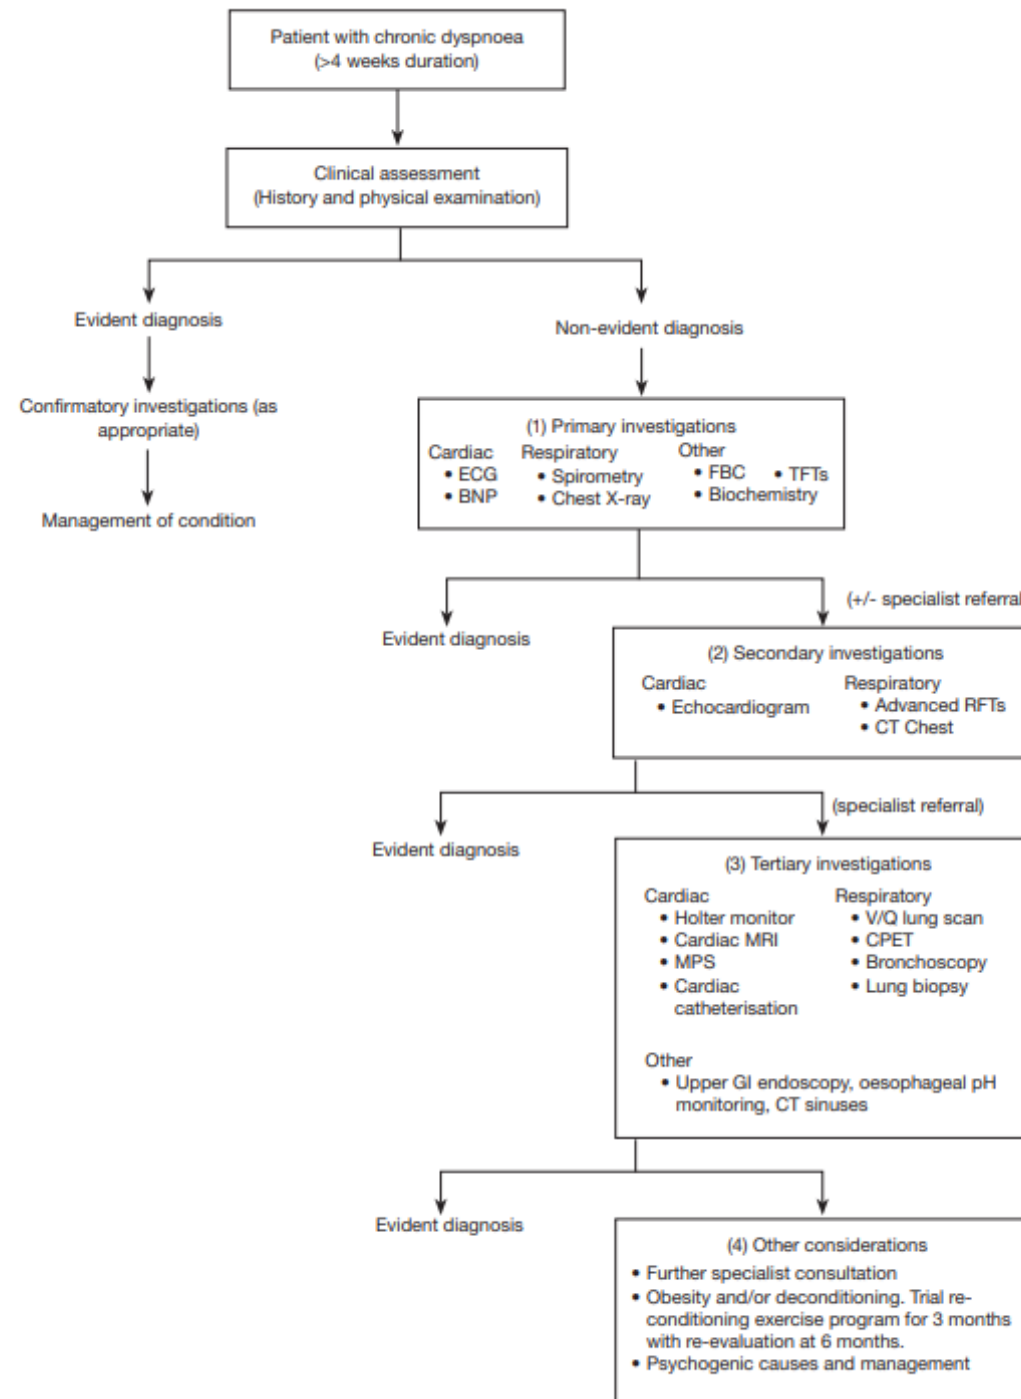 Patient with chronic dyspnoea
(>4 weeks duration)
Clinical assessment
(History and physical examination)
Evident diagnosis
Non-evident diagnosis
Confirmatory investigations (as
appropriate)
Management of condition
(1) Primary investigations
Cardiac
• ECG
• BNP
Respiratory
• Spirometry
• Chest X-ray
Other
• FBC • TFTs
• Biochemistry
Evident diagnosis
(+/- specialist referral
(2) Secondary investigations
Cardiac
• Echocardiogram
Respiratory
• Advanced RFTs
• CT Chest
Evident diagnosis
(specialist referral)
(3) Tertiary investigations
Cardiac
• Holter monitor
• Cardiac MRI
• MPS
• Cardiac
catheterisation
Respiratory
• V/Q lung scan
• CPET
• Bronchoscopy
• Lung biopsy
Other
• Upper GI endoscopy, oesophageal pH
monitoring, CT sinuses
Evident diagnosis
(4) Other considerations
• Further specialist consultation
• Obesity and/or deconditioning. Trial re-
conditioning exercise program for 3 months
with re-evaluation at 6 months.
• Psychogenic causes and management